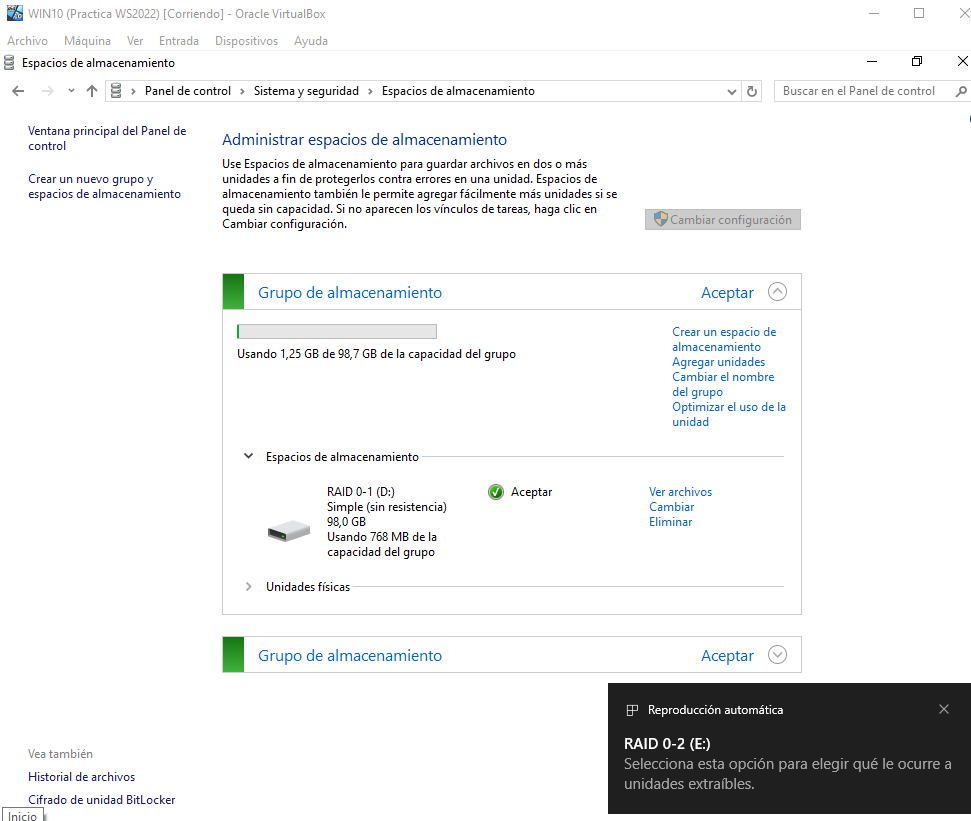 WIN10 (Practica WS2022) [Corriendo] - Oracle VirtualBox
Archivo Máquina Ver Entrada Dispositivos Ayuda
Espacios de almacenamiento
Panel de control > Sistema y seguridad > Espacios de almacenamiento
Buscar en el Panel de control
Ventana principal del Panel de
control
Crear un nuevo grupo y
espacios de almacenamiento
Administrar espacios de almacenamiento
Use Espacios de almacenamiento para guardar archivos en dos o más
unidades a fin de protegerlos contra errores en una unidad. Espacios de
almacenamiento también le permite agregar fácilmente más unidades si se
queda sin capacidad. Si no aparecen los vínculos de tareas, haga clic en
Cambiar configuración.
Cambiar configuración
Grupo de almacenamiento Aceptar
Usando 1,25 GB de 98,7 GB de la capacidad del grupo
Crear un espacio de
almacenamiento
Agregar unidades
Cambiar el nombre
del grupo
Optimizar el uso de la
unidad
Espacios de almacenamiento
RAID 0-1 (D:)
Simple (sin resistencia)
98,0 GB
Usando 768 MB de la
capacidad del grupo
Aceptar
Ver archivos
Cambiar
Eliminar
Unidades físicas
Grupo de almacenamiento Aceptar
Reproducción automática
RAID 0-2 (E:)
Selecciona esta opción para elegir qué le ocurre a
unidades extraíbles.
Vea también
Historial de archivos
Cifrado de unidad BitLocker
Inicio